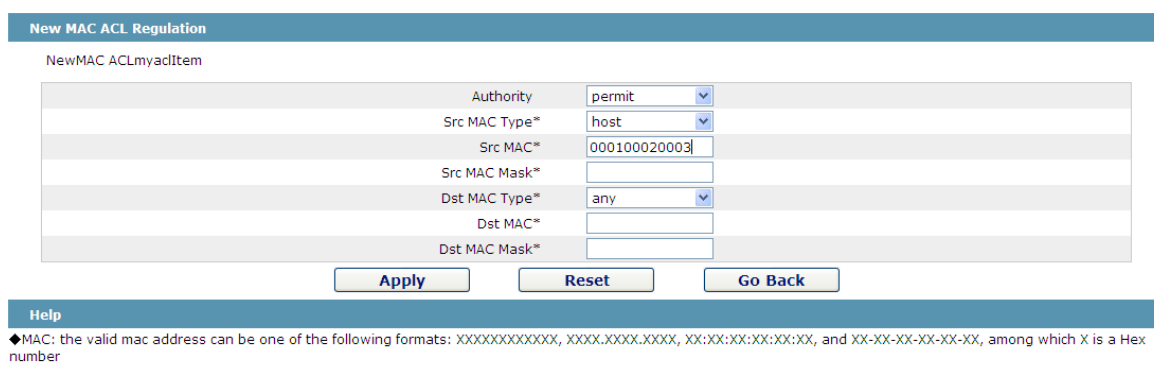 New MAC ACL Regulation
NewMAC ACLmyaclItem
Authority permit
Src MAC Type* host
Src MAC* 000100020003
Src MAC Mask*
Dst MAC Type* any
Dst MAC*
Dst MAC Mask*
Apply Reset Go Back
Help
◆MAC: the valid mac address can be one of the following formats: XXXXXXXXXXXX, XXXX.XXXX.XXXX, XX:XX:XX:XX:XX:XX, and XX-XX-XX-XX-XX-XX, among which X is a Hex
number